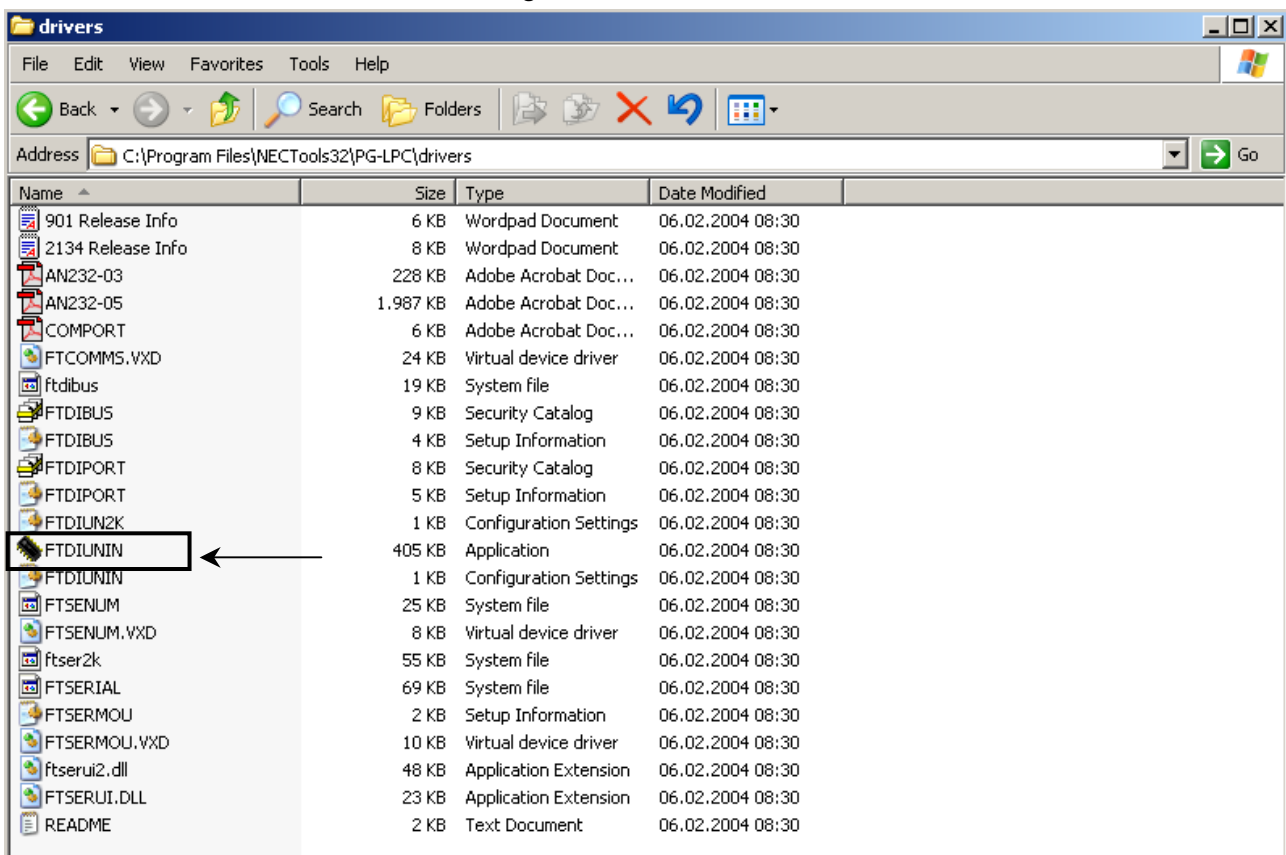 drivers
File Edit View Favorites Tools Help
Back Search Folders
Address C:\Program Files\NECTools32\PG-LPC\drivers Go
Name Size Type Date Modified
901 Release Info 6 KB Wordpad Document 06.02.2004 08:30
2134 Release Info 8 KB Wordpad Document 06.02.2004 08:30
AN232-03 228 KB Adobe Acrobat Doc... 06.02.2004 08:30
AN232-05 1.987 KB Adobe Acrobat Doc... 06.02.2004 08:30
COMPORT 6 KB Adobe Acrobat Doc... 06.02.2004 08:30
FTCOMMS.VXD 24 KB Virtual device driver 06.02.2004 08:30
ftdibus 19 KB System file 06.02.2004 08:30
FTDIBUS 9 KB Security Catalog 06.02.2004 08:30
FTDIBUS 4 KB Setup Information 06.02.2004 08:30
FTDIPORT 8 KB Security Catalog 06.02.2004 08:30
FTDIPORT 5 KB Setup Information 06.02.2004 08:30
FTDIUN2K 1 KB Configuration Settings 06.02.2004 08:30
FTDIUNIN 405 KB Application 06.02.2004 08:30
FTDIUNIN 1 KB Configuration Settings 06.02.2004 08:30
FTSENUM 25 KB System file 06.02.2004 08:30
FTSENUM.VXD 8 KB Virtual device driver 06.02.2004 08:30
ftser2k 55 KB System file 06.02.2004 08:30
FTSERIAL 69 KB System file 06.02.2004 08:30
FTSERMOU 2 KB Setup Information 06.02.2004 08:30
FTSERMOU.VXD 10 KB Virtual device driver 06.02.2004 08:30
ftserui2.dll 48 KB Application Extension 06.02.2004 08:30
FTSERUI.DLL 23 KB Application Extension 06.02.2004 08:30
README 2 KB Text Document 06.02.2004 08:30